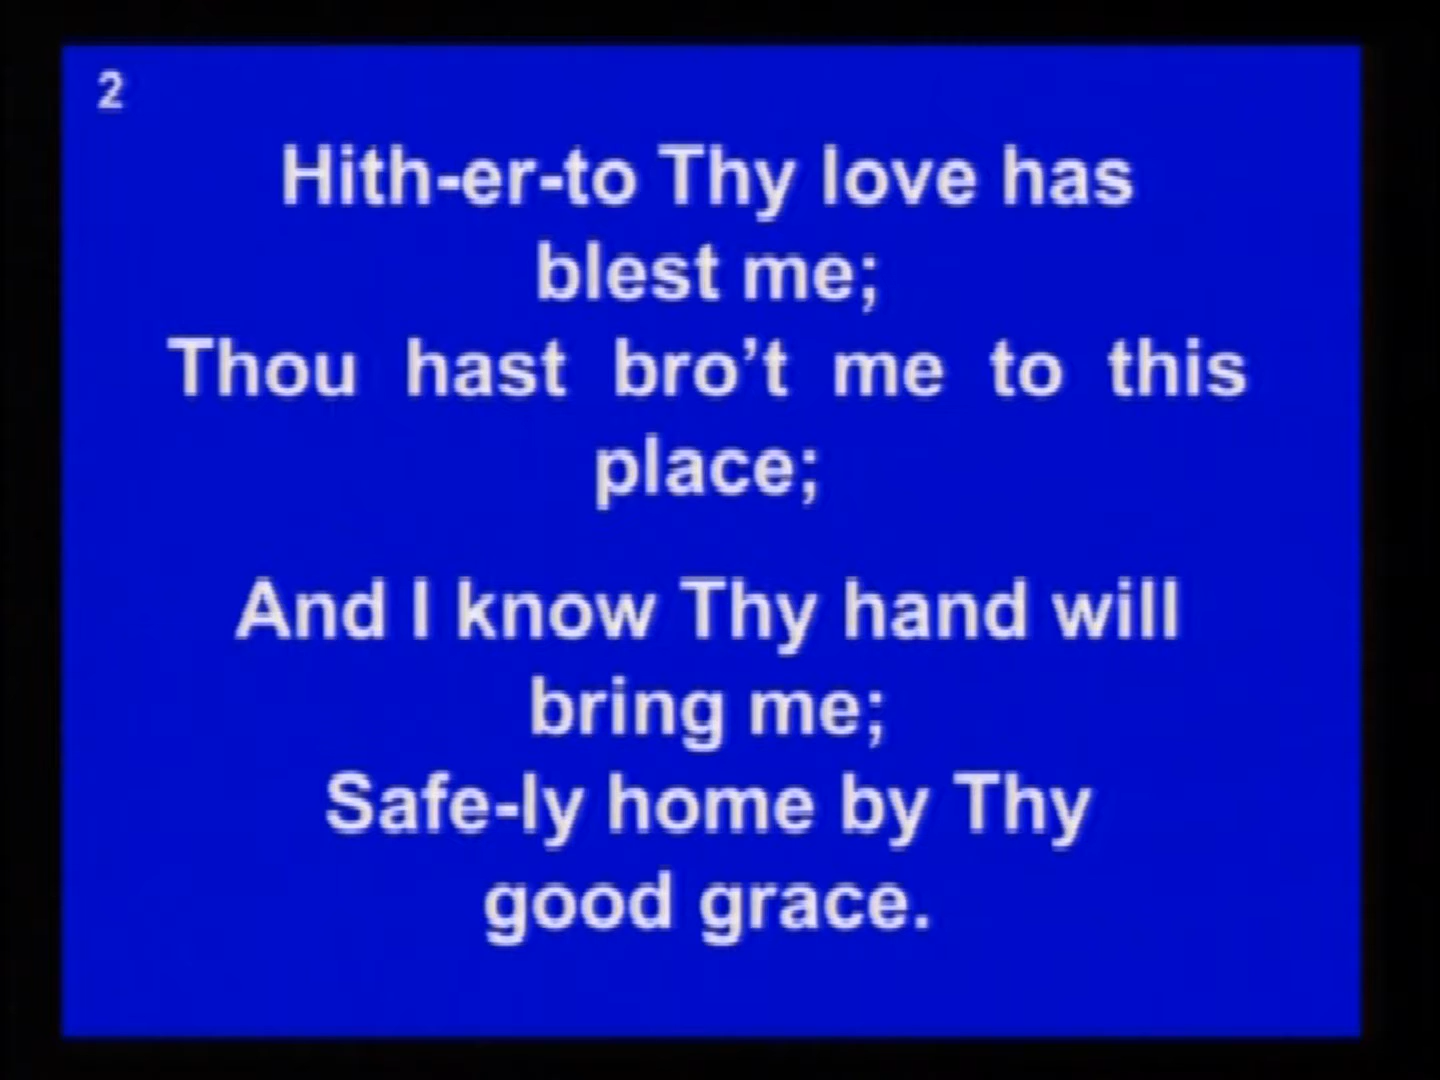 2
Hith-er-to Thy love has
blest me;
Thou hast bro’t me to this
place;
And I know Thy hand will
bring me;
Safe-ly home by Thy
good grace.